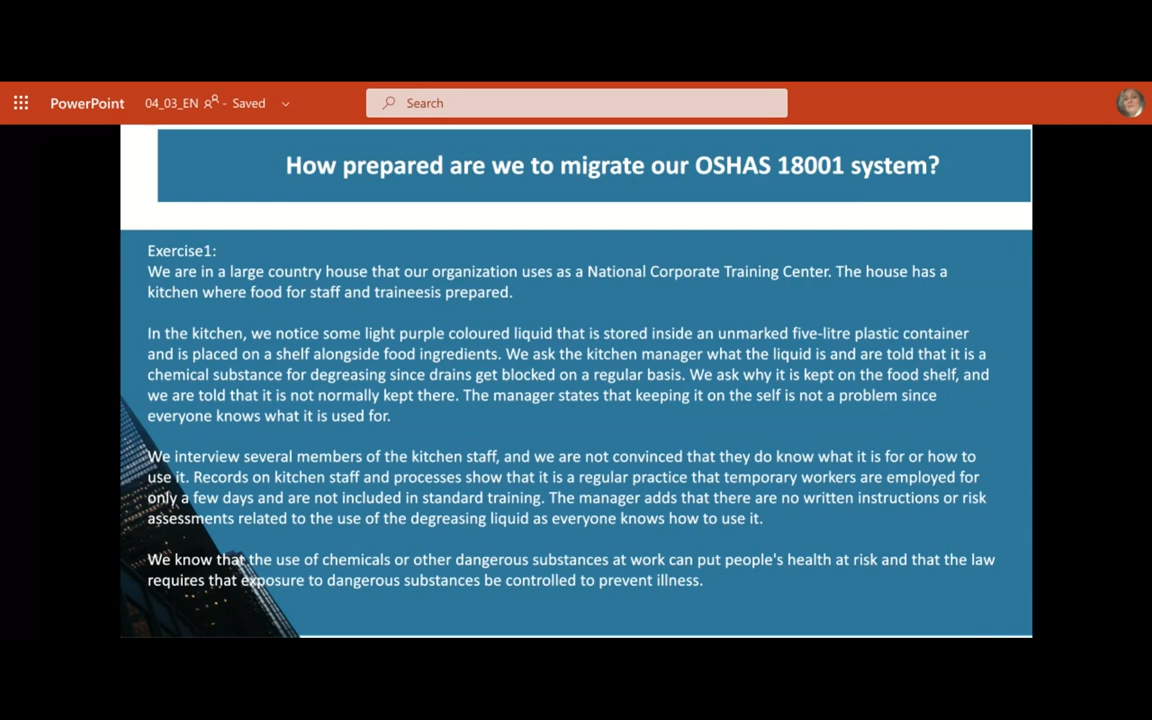 PowerPoint 04_03_EN - Saved Search
How prepared are we to migrate our OSHAS 18001 system?
Exercise1:
We are in a large country house that our organization uses as a National Corporate Training Center. The house has a
kitchen where food for staff and traineesis prepared.
In the kitchen, we notice some light purple coloured liquid that is stored inside an unmarked five-litre plastic container
and is placed on a shelf alongside food ingredients. We ask the kitchen manager what the liquid is and are told that it is a
chemical substance for degreasing since drains get blocked on a regular basis. We ask why it is kept on the food shelf, and
we are told that it is not normally kept there. The manager states that keeping it on the self is not a problem since
everyone knows what it is used for.
We interview several members of the kitchen staff, and we are not convinced that they do know what it is for or how to
use it. Records on kitchen staff and processes show that it is a regular practice that temporary workers are employed for
only a few days and are not included in standard training. The manager adds that there are no written instructions or risk
assessments related to the use of the degreasing liquid as everyone knows how to use it.
We know that the use of chemicals or other dangerous substances at work can put people's health at risk and that the law
requires that exposure to dangerous substances be controlled to prevent illness.